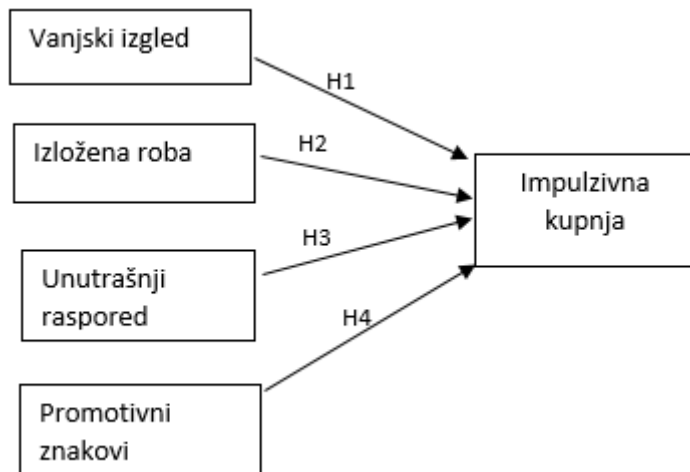 Vanjski izgled
H1
Izložena roba
H2
Impulzivna
kupnja
H3
Unutrašnji
raspored
H4
Promotivni
znakovi